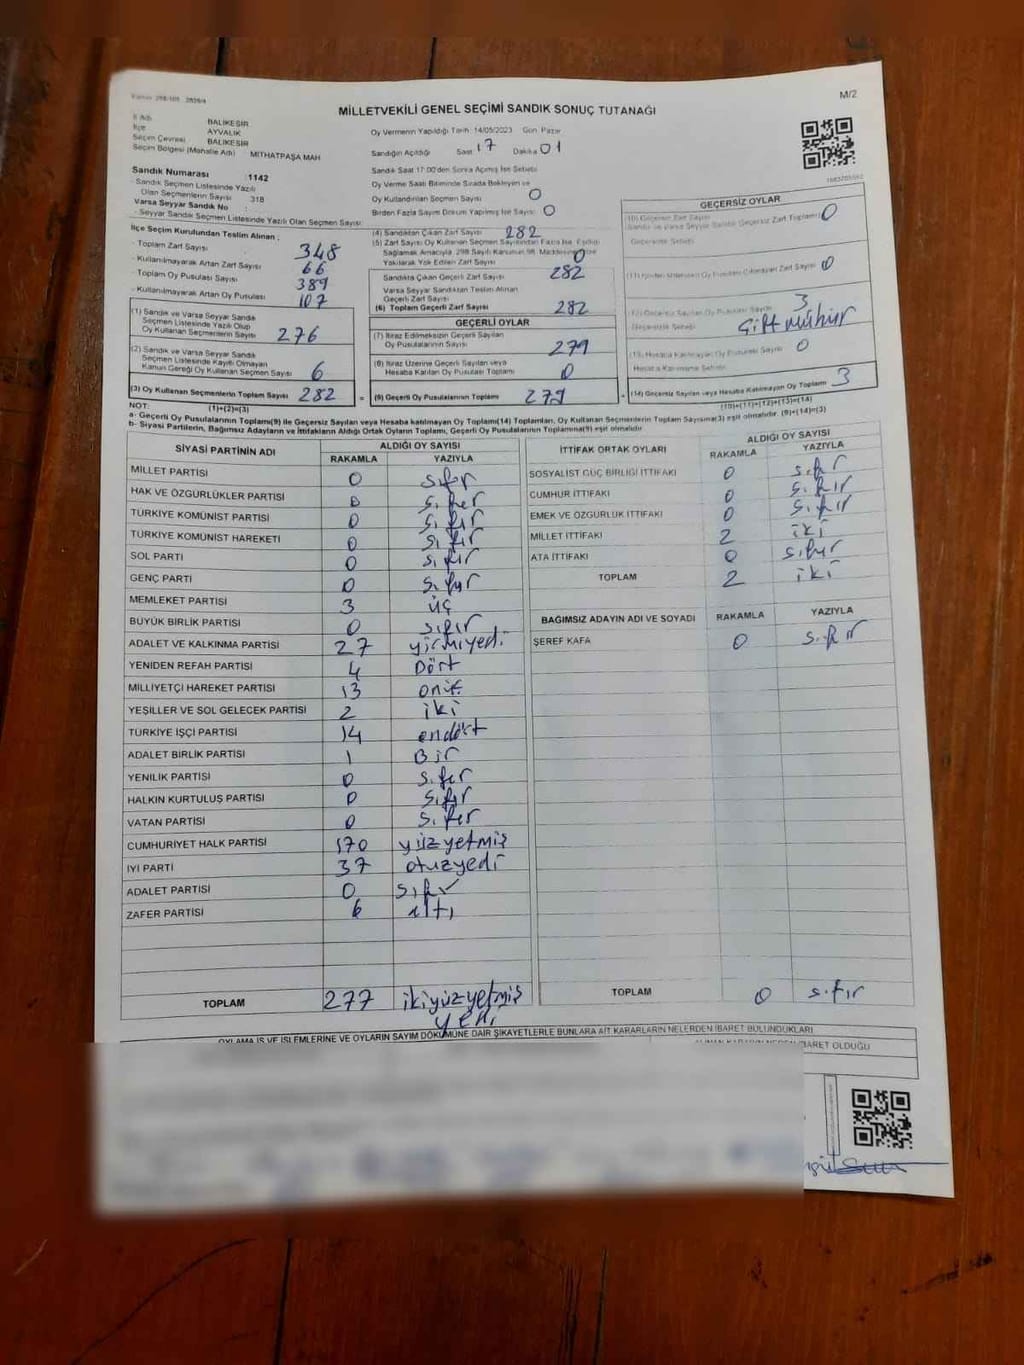 M/2
MİLLETVEKİLİ GENEL SEÇİMİ SANDIK SONUÇ TUTANAĞI
İl Adı : BALIKESİR
İlçe : AYVALIK
Seçim Çevresi : BALIKESİR
Seçim Bölgesi (Mahalle Adı) : MITHATPAŞA MAH
Sandık Numarası : 1142
- Sandık Seçmen Listesinde Yazılı
Olan Seçmenlerin Sayısı : 318
Varsa Seyyar Sandık No :
- Seyyar Sandık Seçmen Listesinde Yazılı Olan Seçmen Sayısı:
Oy Vermenin Yapıldığı Tarih: 14/05/2023 Gün: Pazar
Sandığın Açıldığı Saat: 17 Dakika: 01
Sandık Saat 17:00'den Sonra Açılmış İse Sebebi
Oy Verme Saati Bitiminde Sırada Bekleyen ve
Oy Kullandırılan Seçmen Sayısı 0
Birden Fazla Sayım Döküm Yapılmış İse Sayısı 0
İlçe Seçim Kurulundan Teslim Alınan :
- Toplam Zarf Sayısı 348
- Kullanılmayarak Artan Zarf Sayısı 66
- Toplam Oy Pusulası Sayısı 389
- Kullanılmayarak Artan Oy Pusulası 107
(1) Sandık ve Varsa Seyyar Sandık
Seçmen Listesinde Yazılı Olup
Oy Kullanan Seçmenlerin Sayısı 276
(2) Sandık ve Varsa Seyyar Sandık
Seçmen Listesinde Kayıtlı Olmayan
Kanun Gereği Oy Kullanan Seçmen Sayısı 6
(3) Oy Kullanan Seçmenlerin Toplam Sayısı 282
(1)+(2)=(3)
(4) Sandıktan Çıkan Zarf Sayısı 282
(5) Zarf Sayısı Oy Kullanan Seçmen Sayısından Fazla İse, Eşitliği
Sağlamak Amacıyla, 298 Sayılı Kanunun 98. Maddesine Göre
Yakılarak Yok Edilen Zarf Sayısı 0
Sandıkta Çıkan Geçerli Zarf Sayısı 282
Varsa Seyyar Sandıktan Teslim Alınan
Geçerli Zarf Sayısı
(6) Toplam Geçerli Zarf Sayısı 282
GEÇERLİ OYLAR
(7) İtiraz Edilmeksizin Geçerli Sayılan
Oy Pusulalarının Sayısı 279
(8) İtiraz Üzerine Geçerli Sayılan veya
Hesaba Katılan Oy Pusulası Toplamı 0
(9) Geçerli Oy Pusulalarının Toplamı 279
GEÇERSİZ OYLAR
(10) Geçersiz Zarf Sayısı
(Sandık ve Varsa Seyyar Sandık Geçersiz Zarf Toplamı) 0
Geçersizlik Sebebi
0
(12) Geçersiz Sayılan Oy Pusulası Sayısı 3
Geçersizlik Sebebi Çift mühür
(13) Hesaba Katılmayan Oy Pusulası Sayısı 0
Hesaba Katılmama Sebebi
(14) Geçersiz Sayılan veya Hesaba Katılmayan Oy Toplamı 3
(10)+(11)+(12)+(13)=(14)
NOT:
a- Geçerli Oy Pusulalarının Toplamı(9) ile Geçersiz Sayılan veya Hesaba katılmayan Oy Toplamı(14) Toplamları, Oy Kullanan Seçmenlerin Toplam Sayısına(3) eşit olmalıdır. (9)+(14)=(3)
b- Siyasi Partilerin, Bağımsız Adayların ve İttifakların Aldığı Ortak Oyların Toplamı, Geçerli Oy Pusulalarının Toplamına(9) eşit olmalıdır
SİYASİ PARTİNİN ADI ALDIĞI OY SAYISI
RAKAMLA YAZIYLA
MİLLET PARTİSİ 0 sıfır
HAK VE ÖZGÜRLÜKLER PARTİSİ 0 sıfır
TÜRKİYE KOMÜNİST PARTİSİ 0 sıfır
TÜRKİYE KOMÜNİST HAREKETİ 0 sıfır
SOL PARTİ 0 sıfır
GENÇ PARTİ 0 sıfır
MEMLEKET PARTİSİ 3 üç
BÜYÜK BİRLİK PARTİSİ 0 sıfır
ADALET VE KALKINMA PARTİSİ 27 yirmiyedi
YENİDEN REFAH PARTİSİ 4 Dört
MİLLİYETÇİ HAREKET PARTİSİ 13
YEŞİLLER VE SOL GELECEK PARTİSİ 2 iki
TÜRKİYE İŞÇİ PARTİSİ 14 ondört
ADALET BİRLİK PARTİSİ 1 Bir
YENİLİK PARTİSİ 0 sıfır
HALKIN KURTULUŞ PARTİSİ 0 sıfır
VATAN PARTİSİ 0 sıfır
CUMHURİYET HALK PARTİSİ 170 yüzyetmiş
İYİ PARTİ 37 otuzyedi
ADALET PARTİSİ 0 sıfır
ZAFER PARTİSİ 6 altı
TOPLAM 277 ikiyüzyetmiş
yedi
İTTİFAK ORTAK OYLARI ALDIĞI OY SAYISI
RAKAMLA YAZIYLA
SOSYALİST GÜÇ BİRLİĞİ İTTİFAKI 0 sıfır
CUMHUR İTTİFAKI 0 sıfır
EMEK VE ÖZGÜRLÜK İTTİFAKI 0 sıfır
MİLLET İTTİFAKI 2 iki
ATA İTTİFAKI 0 sıfır
TOPLAM 2 iki
BAĞIMSIZ ADAYIN ADI VE SOYADI RAKAMLA YAZIYLA
ŞEREF KAFA 0 sıfır
TOPLAM 0 sıfır
OYLAMA İŞ VE İŞLEMLERİNE VE OYLARIN SAYIM DÖKÜMÜNE DAİR ŞİKAYETLERLE BUNLARA AİT KARARLARIN NELERDEN İBARET BULUNDUKLARI